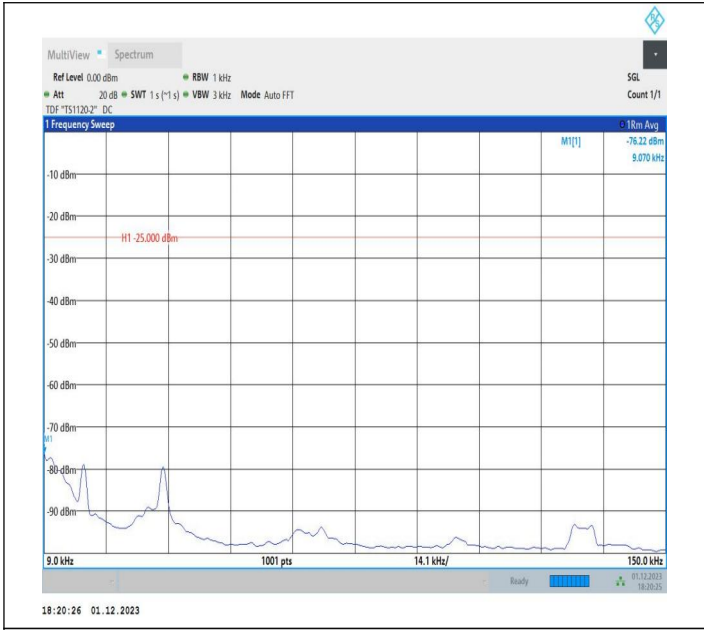 R S
MultiView Spectrum
Ref Level 0.00 dBm RBW 1 kHz SGL
Att 20 dB SWT 1 s (~1 s) VBW 3 kHz Mode Auto FFT Count 1/1
TDF "TS1120-2" DC
1 Frequency Sweep 1Rm Avg
M1[1] -76.22 dBm
9.070 kHz
-10 dBm
-20 dBm
H1 -25.000 dBm
-30 dBm
-40 dBm
-50 dBm
-60 dBm
-70 dBm
M1
-80 dBm
-90 dBm
9.0 kHz 1001 pts 14.1 kHz/ 150.0 kHz
Ready 01.12.2023
18:20:25
18:20:26 01.12.2023